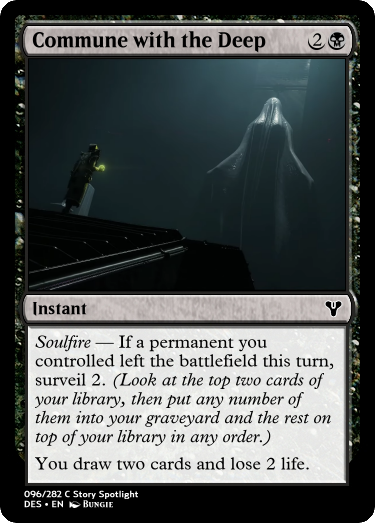 Commune with the Deep 2
Instant
Soulfire — If a permanent you
controlled left the battlefield this turn,
surveil 2. (Look at the top two cards of
your library, then put any number of
them into your graveyard and the rest on
top of your library in any order.)
You draw two cards and lose 2 life.
096/282 C Story Spotlight
DES • EN Bungie